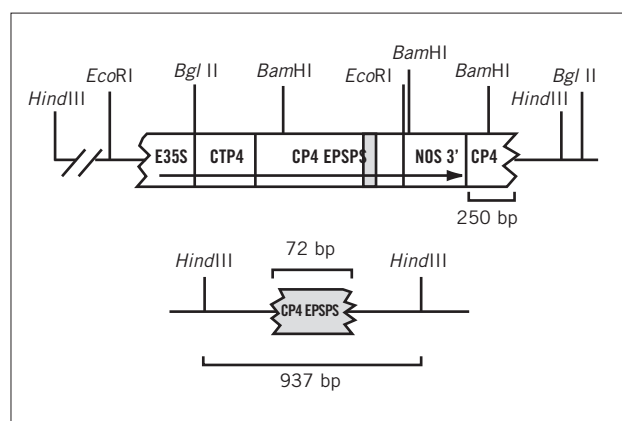 BamHI
EcoRI Bgl II BamHI EcoRI BamHI Bgl II
HindIII HindIII
E35S CTP4 CP4 EPSPS NOS 3' CP4
250 bp
72 bp
HindIII HindIII
CP4 EPSPS
937 bp